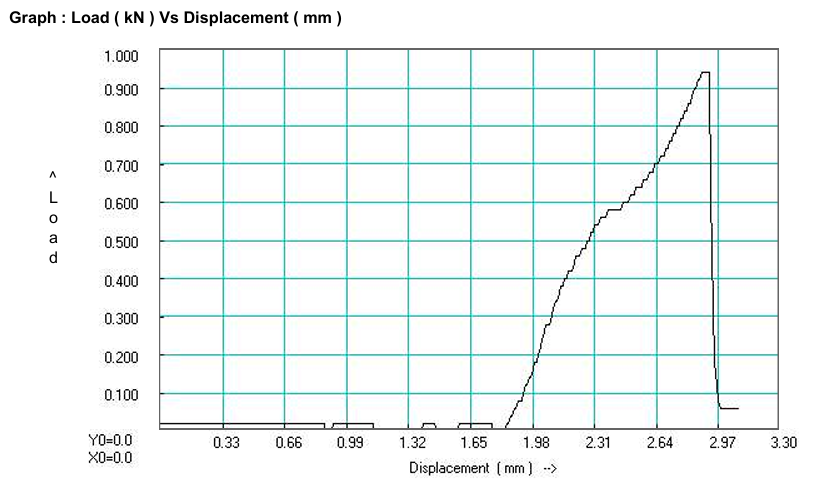 Graph : Load ( kN ) Vs Displacement ( mm )
1.000
0.900
0.800
0.700
0.600
0.500
0.400
0.300
0.200
0.100
^
L
o
a
d
Y0=0.0
X0=0.0
0.33 0.66 0.99 1.32 1.65 1.98 2.31 2.64 2.97 3.30
Displacement ( mm ) -->